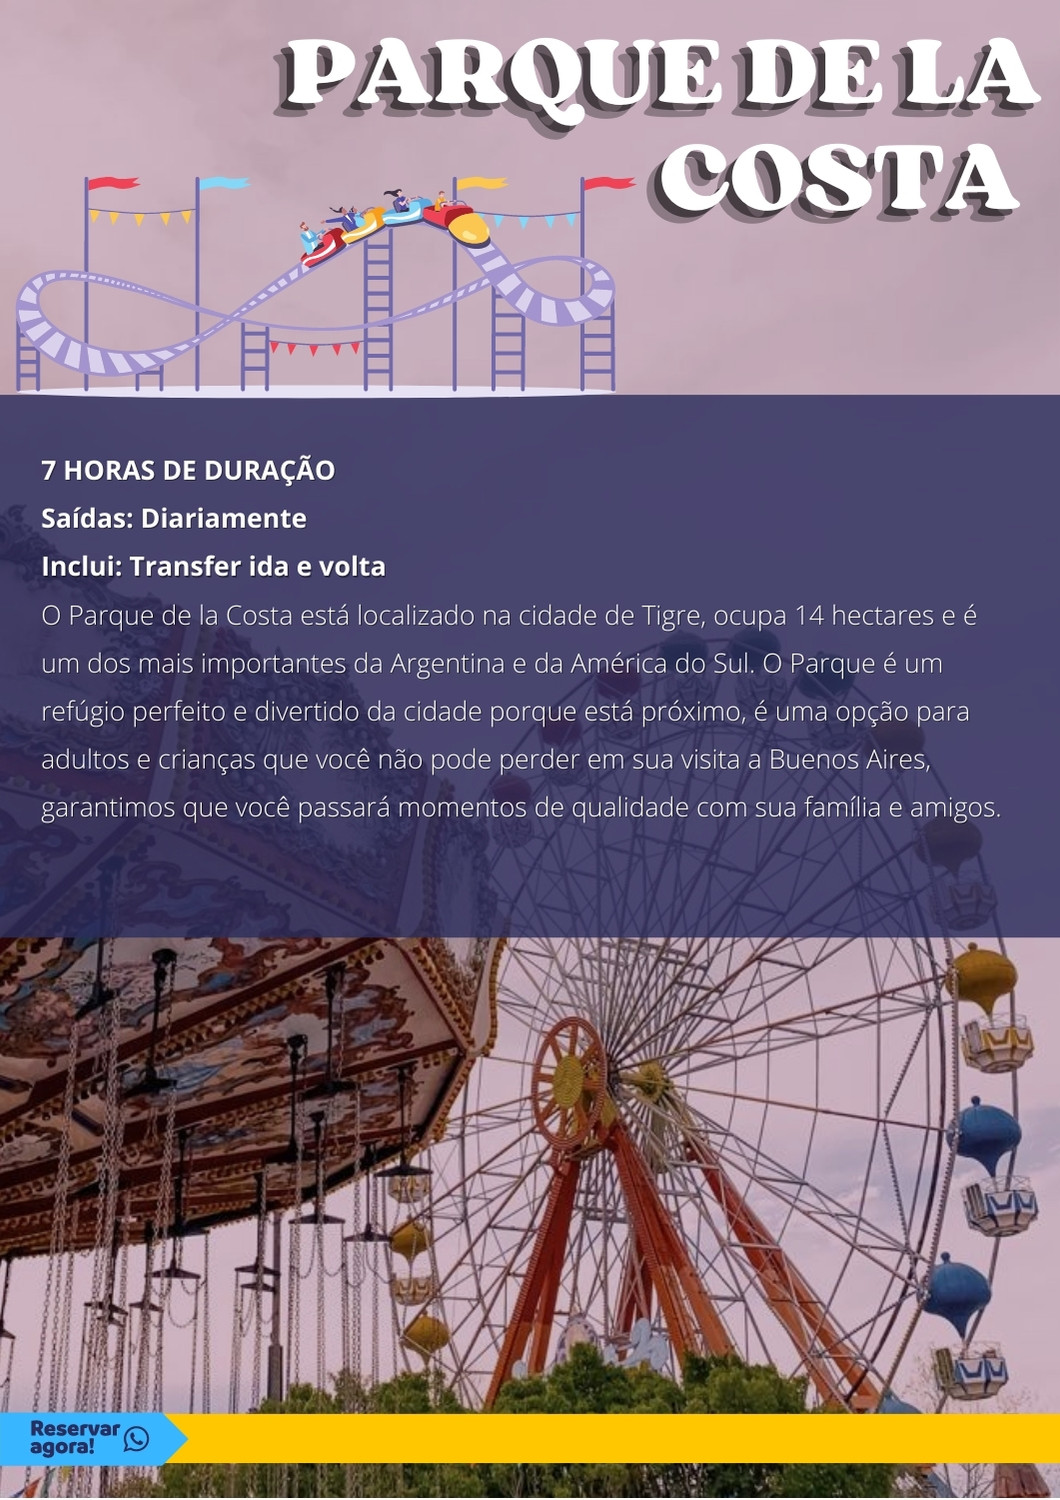 PARQUE DE LA
COSTA
7 HORAS DE DURAÇÃO
Saídas: Diariamente
Inclui: Transfer ida e volta
O Parque de la Costa está localizado na cidade de Tigre, ocupa 14 hectares e é
um dos mais importantes da Argentina e da América do Sul. O Parque é um
refúgio perfeito e divertido da cidade porque está próximo, é uma opção para
adultos e crianças que você não pode perder em sua visita a Buenos Aires,
garantimos que você passará momentos de qualidade com sua família e amigos.
Reservar
agora!